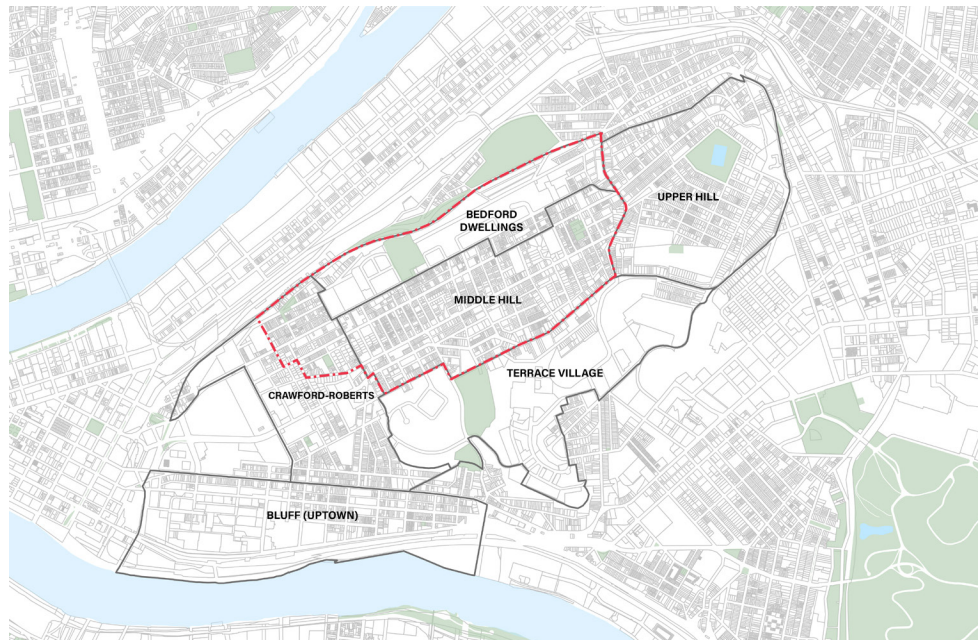 UPPER HILL
BEDFORD
DWELLINGS
MIDDLE HILL
TERRACE VILLAGE
CRAWFORD-ROBERTS
BLUFF (UPTOWN)